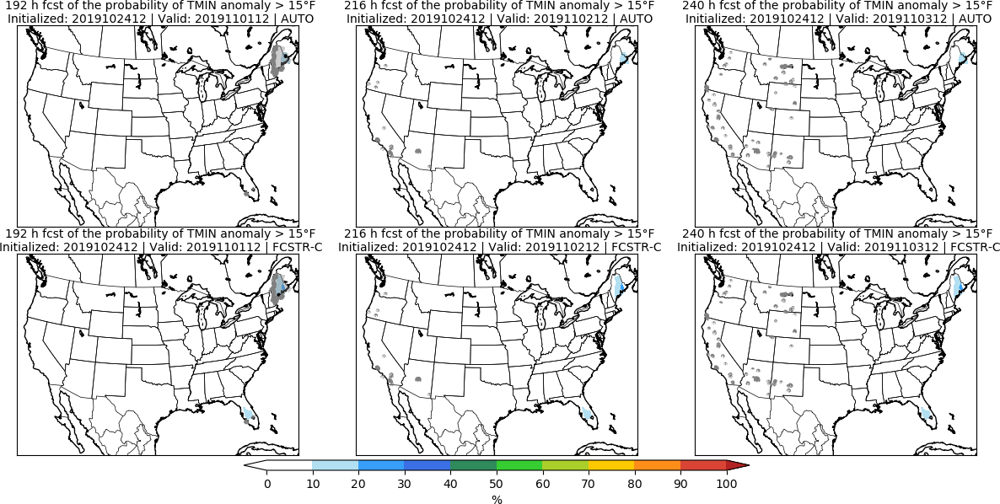 192 h fcst of the probability of TMIN anomaly > 15°F
Initialized: 2019102412 | Valid: 2019110112 | AUTO
216 h fcst of the probability of TMIN anomaly > 15°F
Initialized: 2019102412 | Valid: 2019110212 | AUTO
240 h fcst of the probability of TMIN anomaly > 15°F
Initialized: 2019102412 | Valid: 2019110312 | AUTO
192 h fcst of the probability of TMIN anomaly > 15°F
Initialized: 2019102412 | Valid: 2019110112 | FCSTR-C
216 h fcst of the probability of TMIN anomaly > 15°F
Initialized: 2019102412 | Valid: 2019110212 | FCSTR-C
240 h fcst of the probability of TMIN anomaly > 15°F
Initialized: 2019102412 | Valid: 2019110312 | FCSTR-C
0 10 20 30 40 50 60 70 80 90 100
%